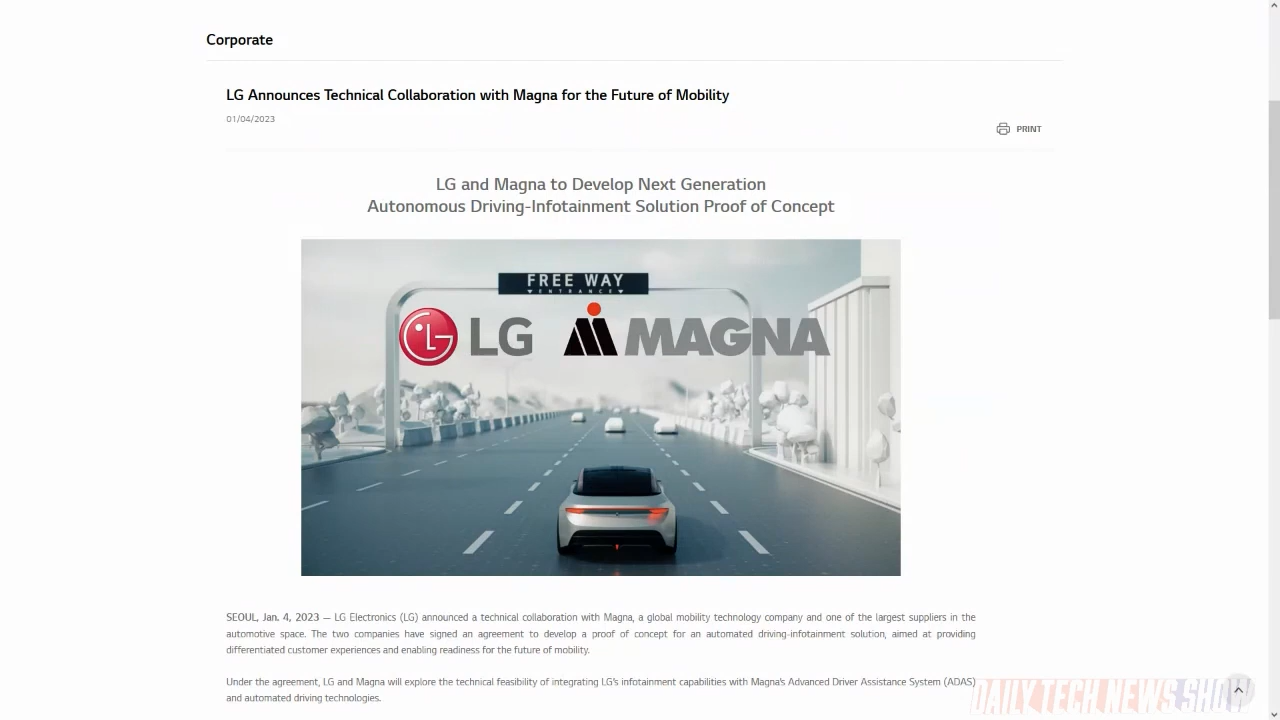 Corporate
LG Announces Technical Collaboration with Magna for the Future of Mobility
01/04/2023
PRINT
LG and Magna to Develop Next Generation
Autonomous Driving-Infotainment Solution Proof of Concept
FREE WAY
ENTRANCE
LG MAGNA
SEOUL, Jan. 4, 2023 — LG Electronics (LG) announced a technical collaboration with Magna, a global mobility technology company and one of the largest suppliers in the
automotive space. The two companies have signed an agreement to develop a proof of concept for an automated driving-infotainment solution, aimed at providing
differentiated customer experiences and enabling readiness for the future of mobility.
Under the agreement, LG and Magna will explore the technical feasibility of integrating LG's infotainment capabilities with Magna's Advanced Driver Assistance System (ADAS)
and automated driving technologies.
DAILY TECH NEWS SHOW